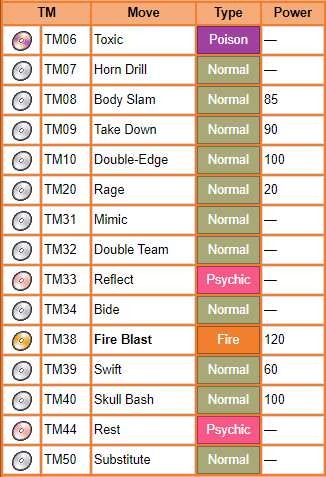 TM Move Type Power
TM06 Toxic Poison —
TM07 Horn Drill Normal —
TM08 Body Slam Normal 85
TM09 Take Down Normal 90
TM10 Double-Edge Normal 100
TM20 Rage Normal 20
TM31 Mimic Normal —
TM32 Double Team Normal —
TM33 Reflect Psychic —
TM34 Bide Normal —
TM38 Fire Blast Fire 120
TM39 Swift Normal 60
TM40 Skull Bash Normal 100
TM44 Rest Psychic —
TM50 Substitute Normal —